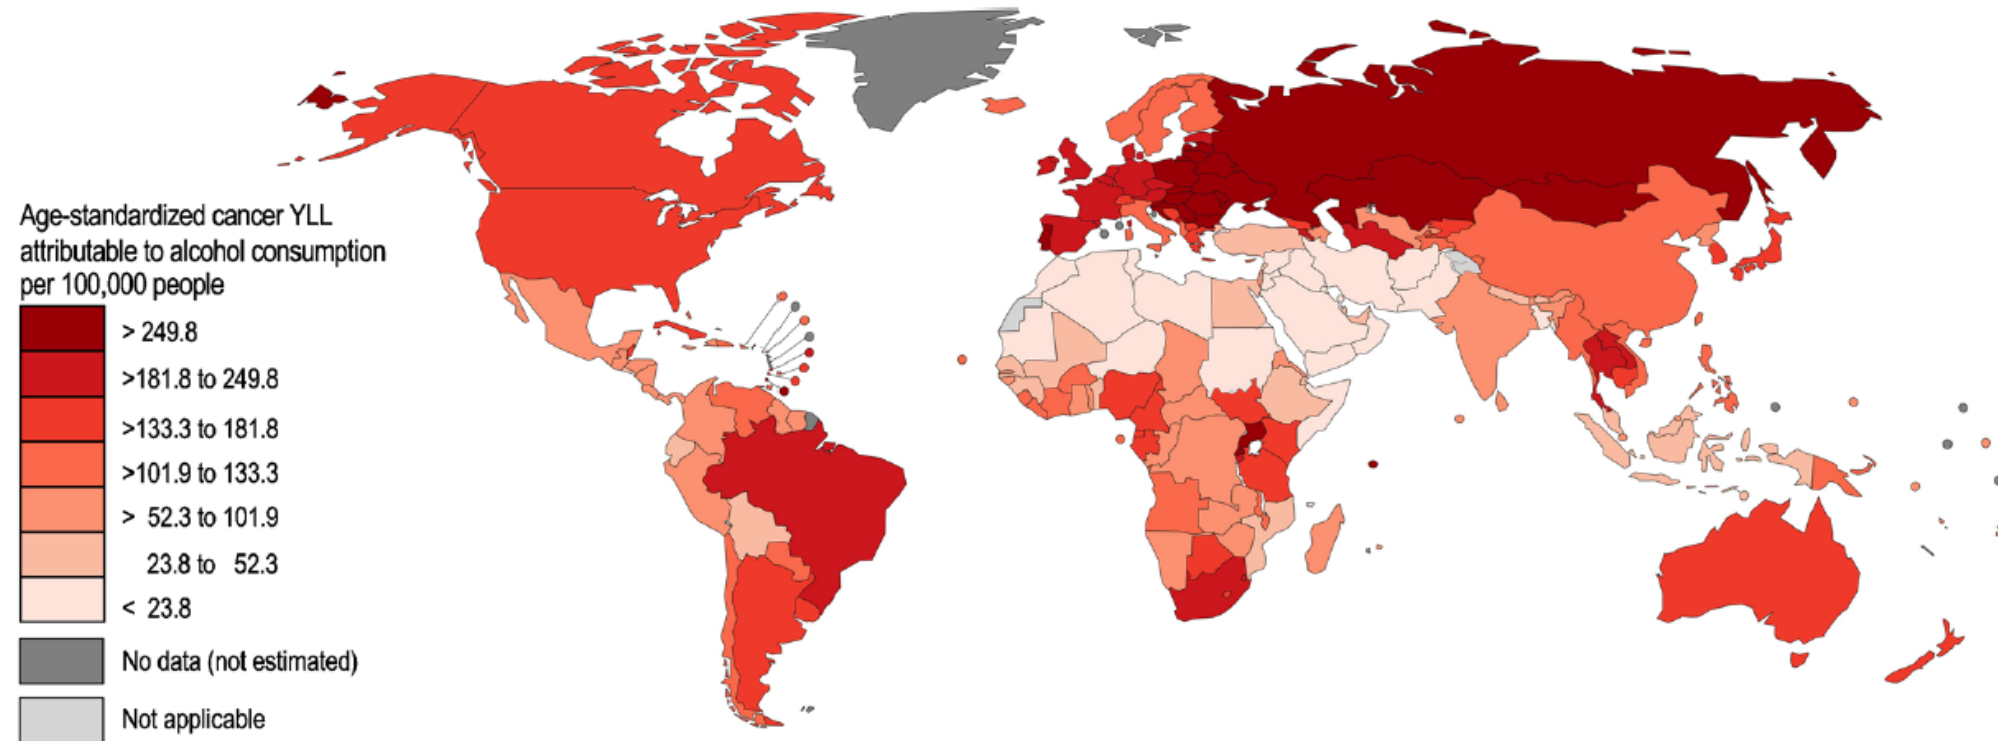 Age-standardized cancer YLL
attributable to alcohol consumption
per 100,000 people
> 249.8
>181.8 to 249.8
>133.3 to 181.8
>101.9 to 133.3
> 52.3 to 101.9
23.8 to 52.3
< 23.8
No data (not estimated)
Not applicable